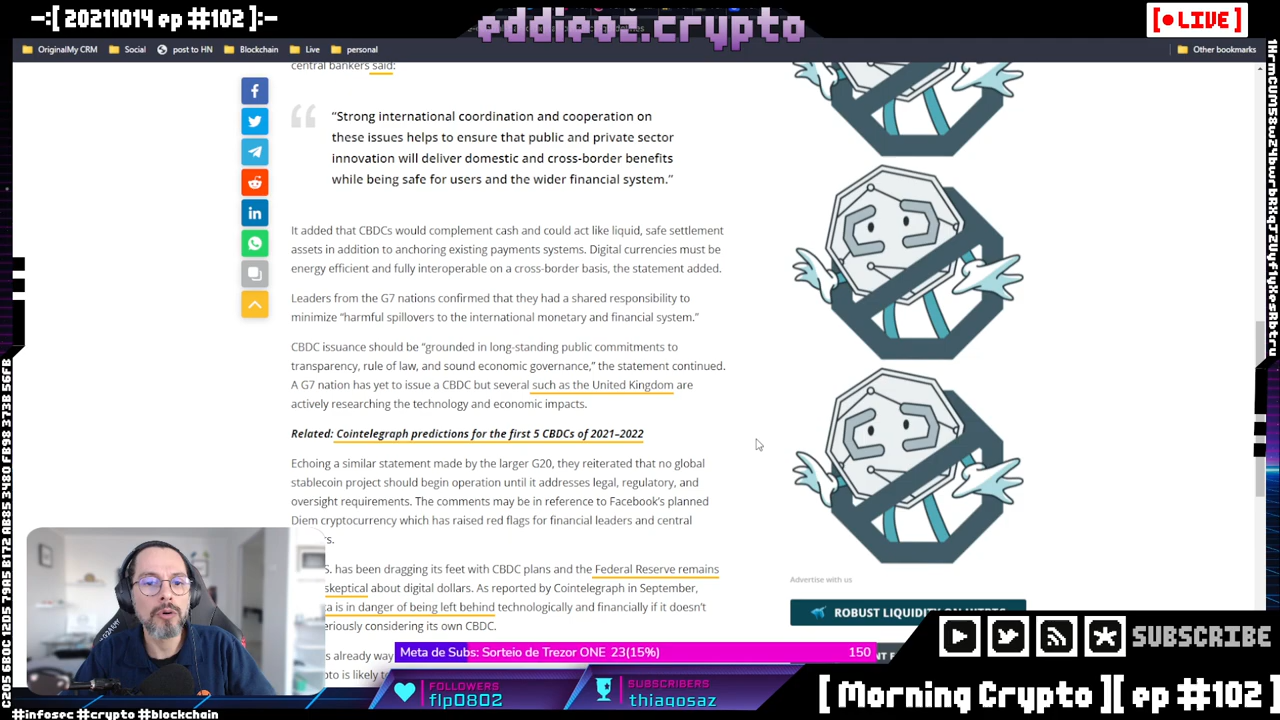 -:[ 20211014 ep #102 ]:-
eddieoz.crypto
[● LIVE]
OriginalMy CRM
Social
post to HN
Blockchain
Live
personal
Other bookmarks
central bankers said:
“Strong international coordination and cooperation on
these issues helps to ensure that public and private sector
innovation will deliver domestic and cross-border benefits
while being safe for users and the wider financial system.”
It added that CBDCs would complement cash and could act like liquid, safe settlement
assets in addition to anchoring existing payments systems. Digital currencies must be
energy efficient and fully interoperable on a cross-border basis, the statement added.
Leaders from the G7 nations confirmed that they had a shared responsibility to
minimize “harmful spillovers to the international monetary and financial system.”
CBDC issuance should be “grounded in long-standing public commitments to
transparency, rule of law, and sound economic governance,” the statement continued.
A G7 nation has yet to issue a CBDC but several such as the United Kingdom are
actively researching the technology and economic impacts.
Related: Cointelegraph predictions for the first 5 CBDCs of 2021–2022
Echoing a similar statement made by the larger G20, they reiterated that no global
stablecoin project should begin operation until it addresses legal, regulatory, and
oversight requirements. The comments may be in reference to Facebook’s planned
Diem cryptocurrency which has raised red flags for financial leaders and central
rs.
has been dragging its feet with CBDC plans and the Federal Reserve remains
skeptical about digital dollars. As reported by Cointelegraph in September,
is in danger of being left behind technologically and financially if it doesn’t
eriously considering its own CBDC.
s already way
pto is likely to
Advertise with us
ROBUST LIQUIDITY ON
Meta de Subs: Sorteio de Trezor ONE 23(15%)
150
FOLLOWERS
flp0802
SUBSCRIBERS
thiagosaz
SUBSCRIBE
[ Morning Crypto ][ ep #102 ]
infosec #crypto #blockchain